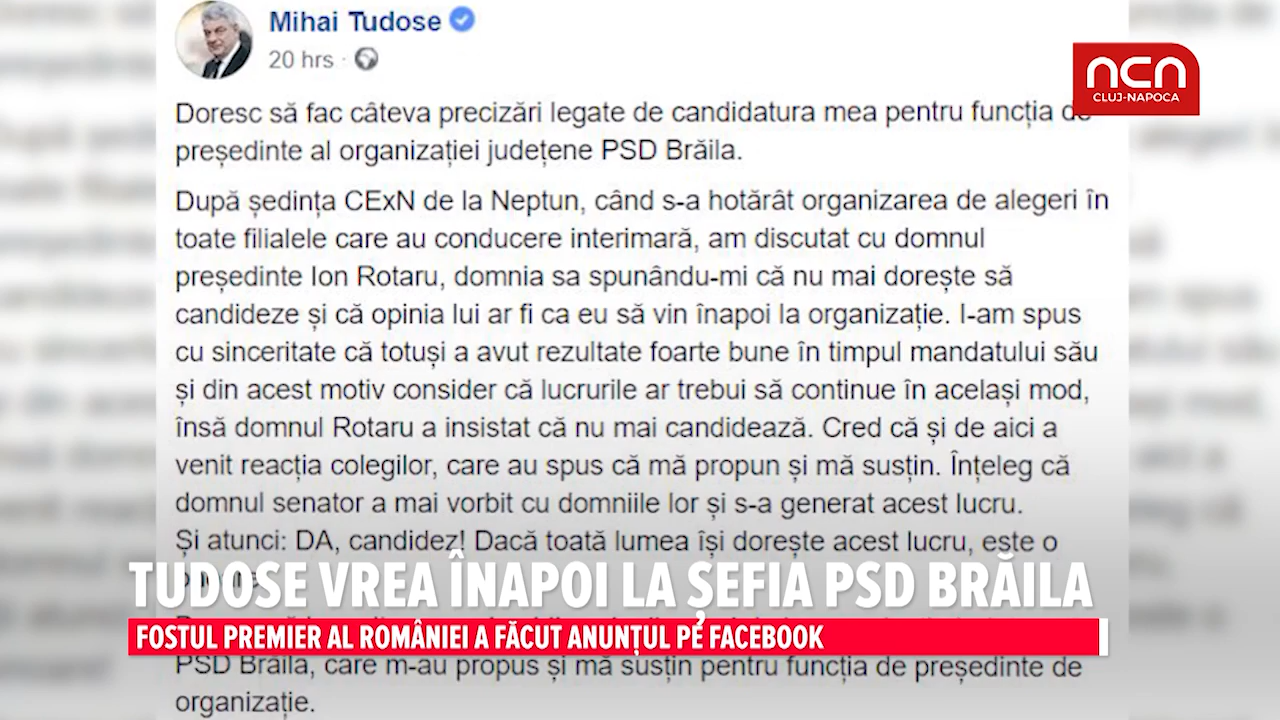 Mihai Tudose
20 hrs ·
ncn
CLUJ-NAPOCA
Doresc să fac câteva precizări legate de candidatura mea pentru funcția de
președinte al organizației județene PSD Brăila.
După ședința CExN de la Neptun, când s-a hotărât organizarea de alegeri în
toate filialele care au conducere interimară, am discutat cu domnul
președinte Ion Rotaru, domnia sa spunându-mi că nu mai dorește să
candideze și că opinia lui ar fi ca eu să vin înapoi la organizație. I-am spus
cu sinceritate că totuși a avut rezultate foarte bune în timpul mandatului său
și din acest motiv consider că lucrurile ar trebui să continue în același mod,
însă domnul Rotaru a insistat că nu mai candidează. Cred că și de aici a
venit reacția colegilor, care au spus că mă propun și mă susțin. Înțeleg că
domnul senator a mai vorbit cu domniile lor și s-a generat acest lucru.
Și atunci: DA, candidez! Dacă toată lumea își dorește acest lucru, este o
TUDOSE VREA ÎNAPOI LA ȘEFIA PSD BRĂILA
FOSTUL PREMIER AL ROMÂNIEI A FĂCUT ANUNȚUL PE FACEBOOK
PSD Brăila, care m-au propus și mă susțin pentru funcția de președinte de
organizație.